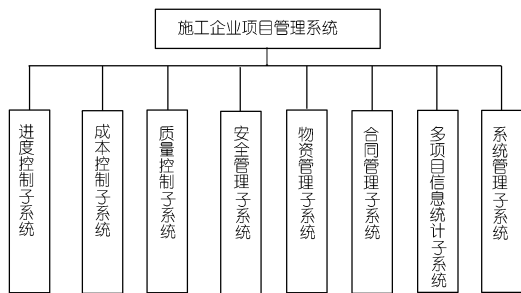 施工企业项目管理系统
进度控制子系统
成本控制子系统
质量控制子系统
安全管理子系统
物资管理子系统
合同管理子系统
多项目信息统计子系统
系统管理子系统